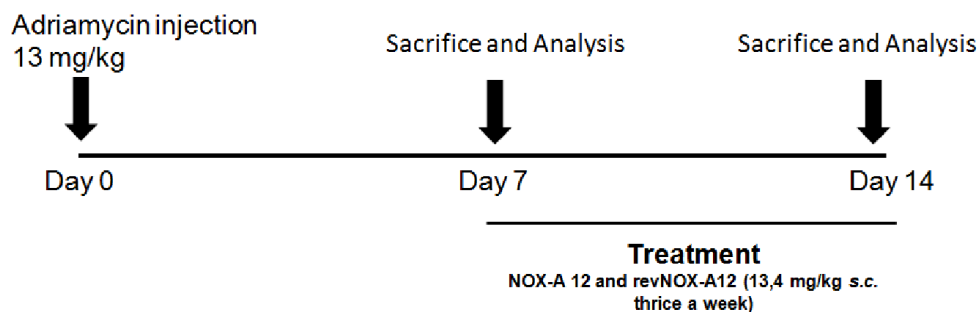 Adriamycin injection
13 mg/kg
Sacrifice and Analysis
Sacrifice and Analysis
Day 0
Day 7
Day 14
Treatment
NOX-A 12 and revNOX-A12 (13,4 mg/kg s.c.
thrice a week)